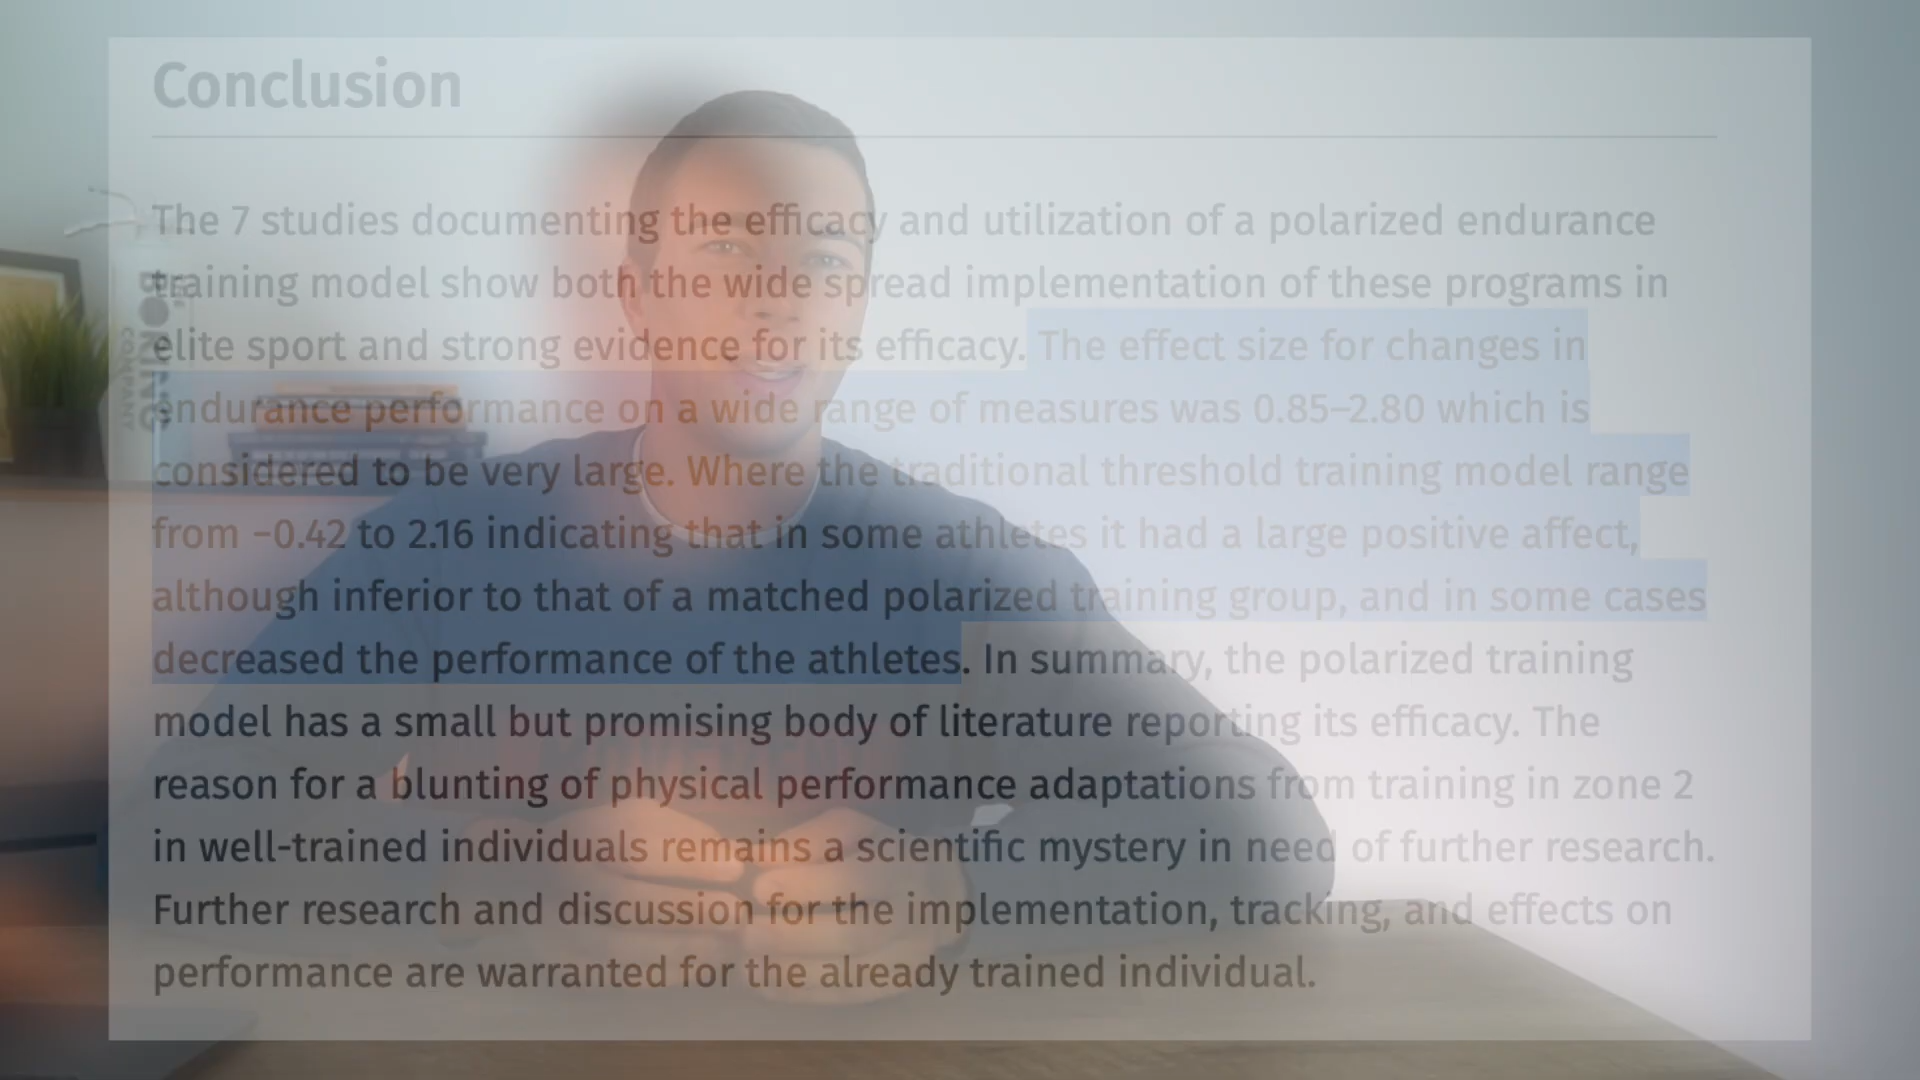 Conclusion
The 7 studies documenting the efficacy and utilization of a polarized endurance
training model show both the wide spread implementation of these programs in
elite sport and strong evidence for its efficacy. The effect size for changes in
endurance performance on a wide range of measures was 0.85–2.80 which is
considered to be very large. Where the traditional threshold training model range
from −0.42 to 2.16 indicating that in some athletes it had a large positive affect,
although inferior to that of a matched polarized training group, and in some cases
decreased the performance of the athletes. In summary, the polarized training
model has a small but promising body of literature reporting its efficacy. The
reason for a blunting of physical performance adaptations from training in zone 2
in well-trained individuals remains a scientific mystery in need of further research.
Further research and discussion for the implementation, tracking, and effects on
performance are warranted for the already trained individual.
BORING
COMPANY